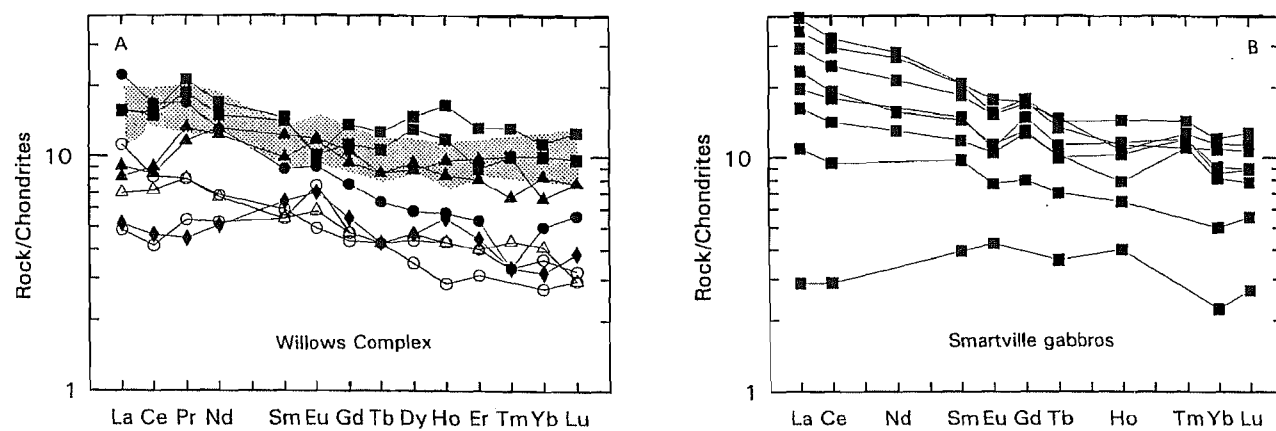 A
10
1
Rock/Chondrites
Willows Complex
La Ce Pr Nd Sm Eu Gd Tb Dy Ho Er Tm Yb Lu
B
10
1
Rock/Chondrites
Smartville gabbros
La Ce Nd Sm Eu Gd Tb Ho Tm Yb Lu